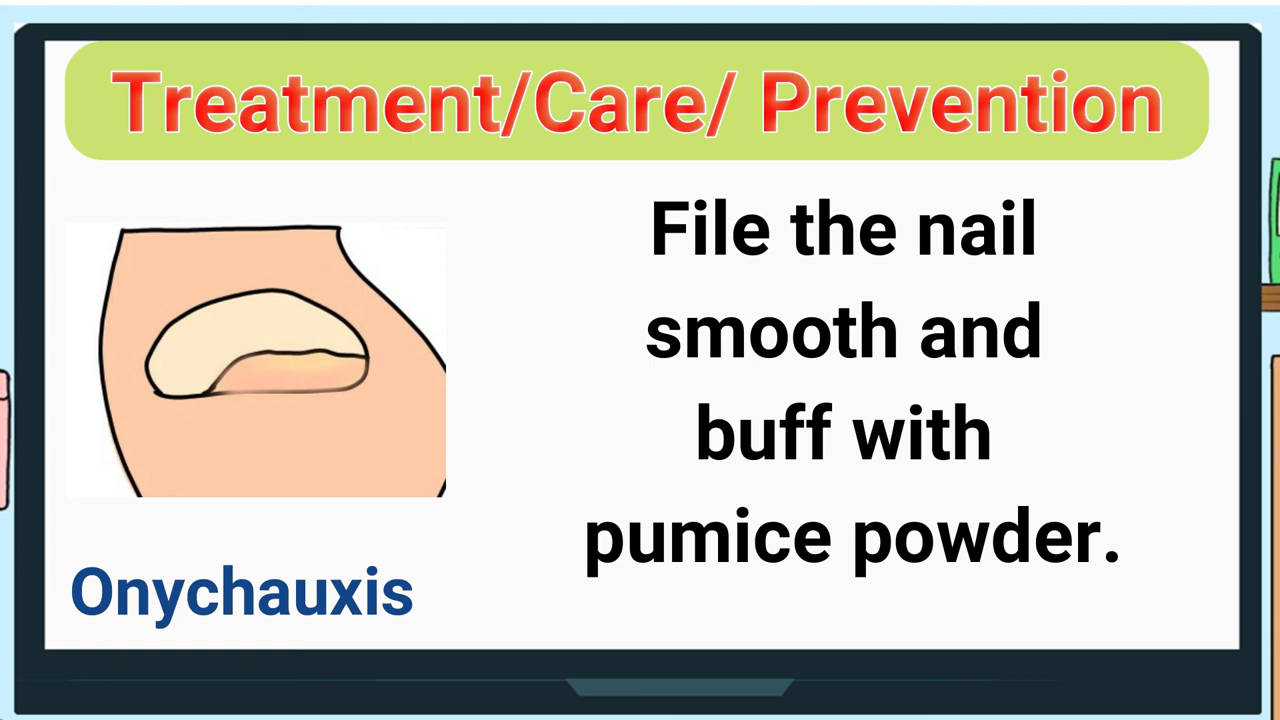 Treatment/Care/ Prevention
File the nail
smooth and
buff with
pumice powder.
Onychauxis